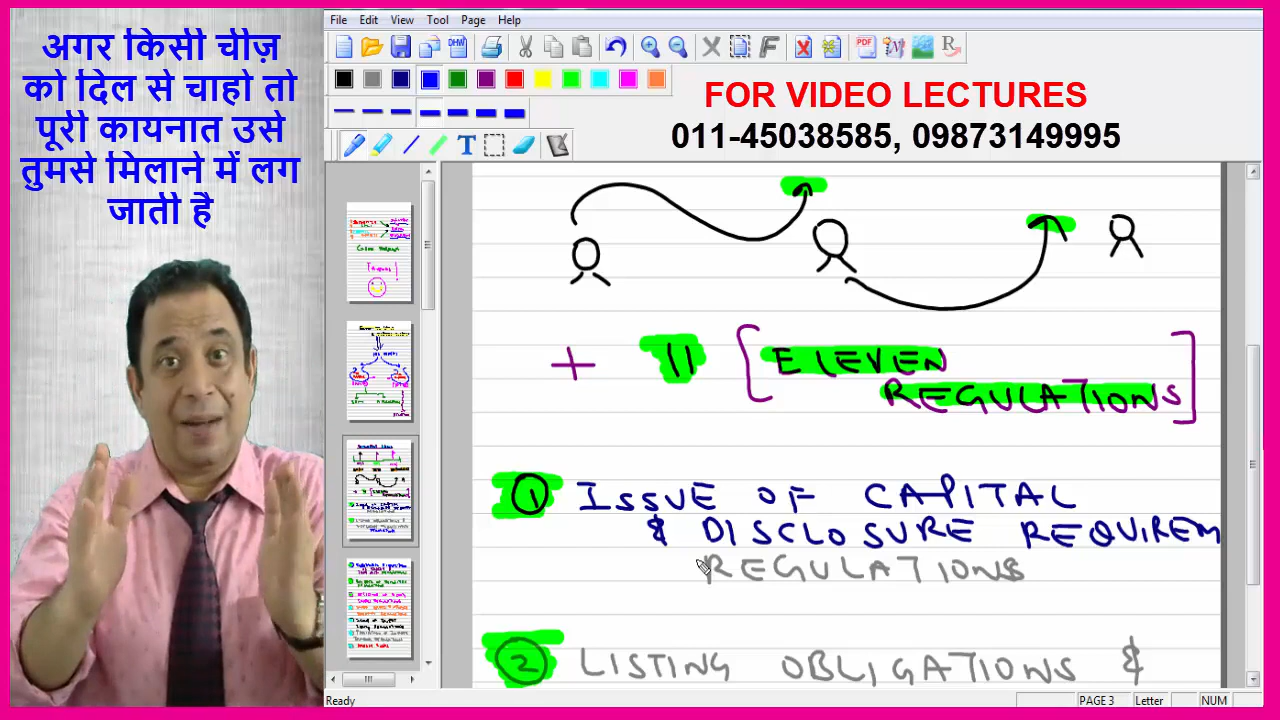 अगर किसी चीज़
को दिल से चाहो तो
पूरी कायनात उसे
तुमसे मिलाने में लग
जाती है
File Edit View Tool Page Help
FOR VIDEO LECTURES
011-45038585, 09873149995
+ 11 [ELEVEN
REGULATIONS]
① ISSUE OF CAPITAL
& DISCLOSURE REQUIREM
REGULATIONS
② LISTING OBLIGATIONS &
Ready
PAGE 3 Letter NUM